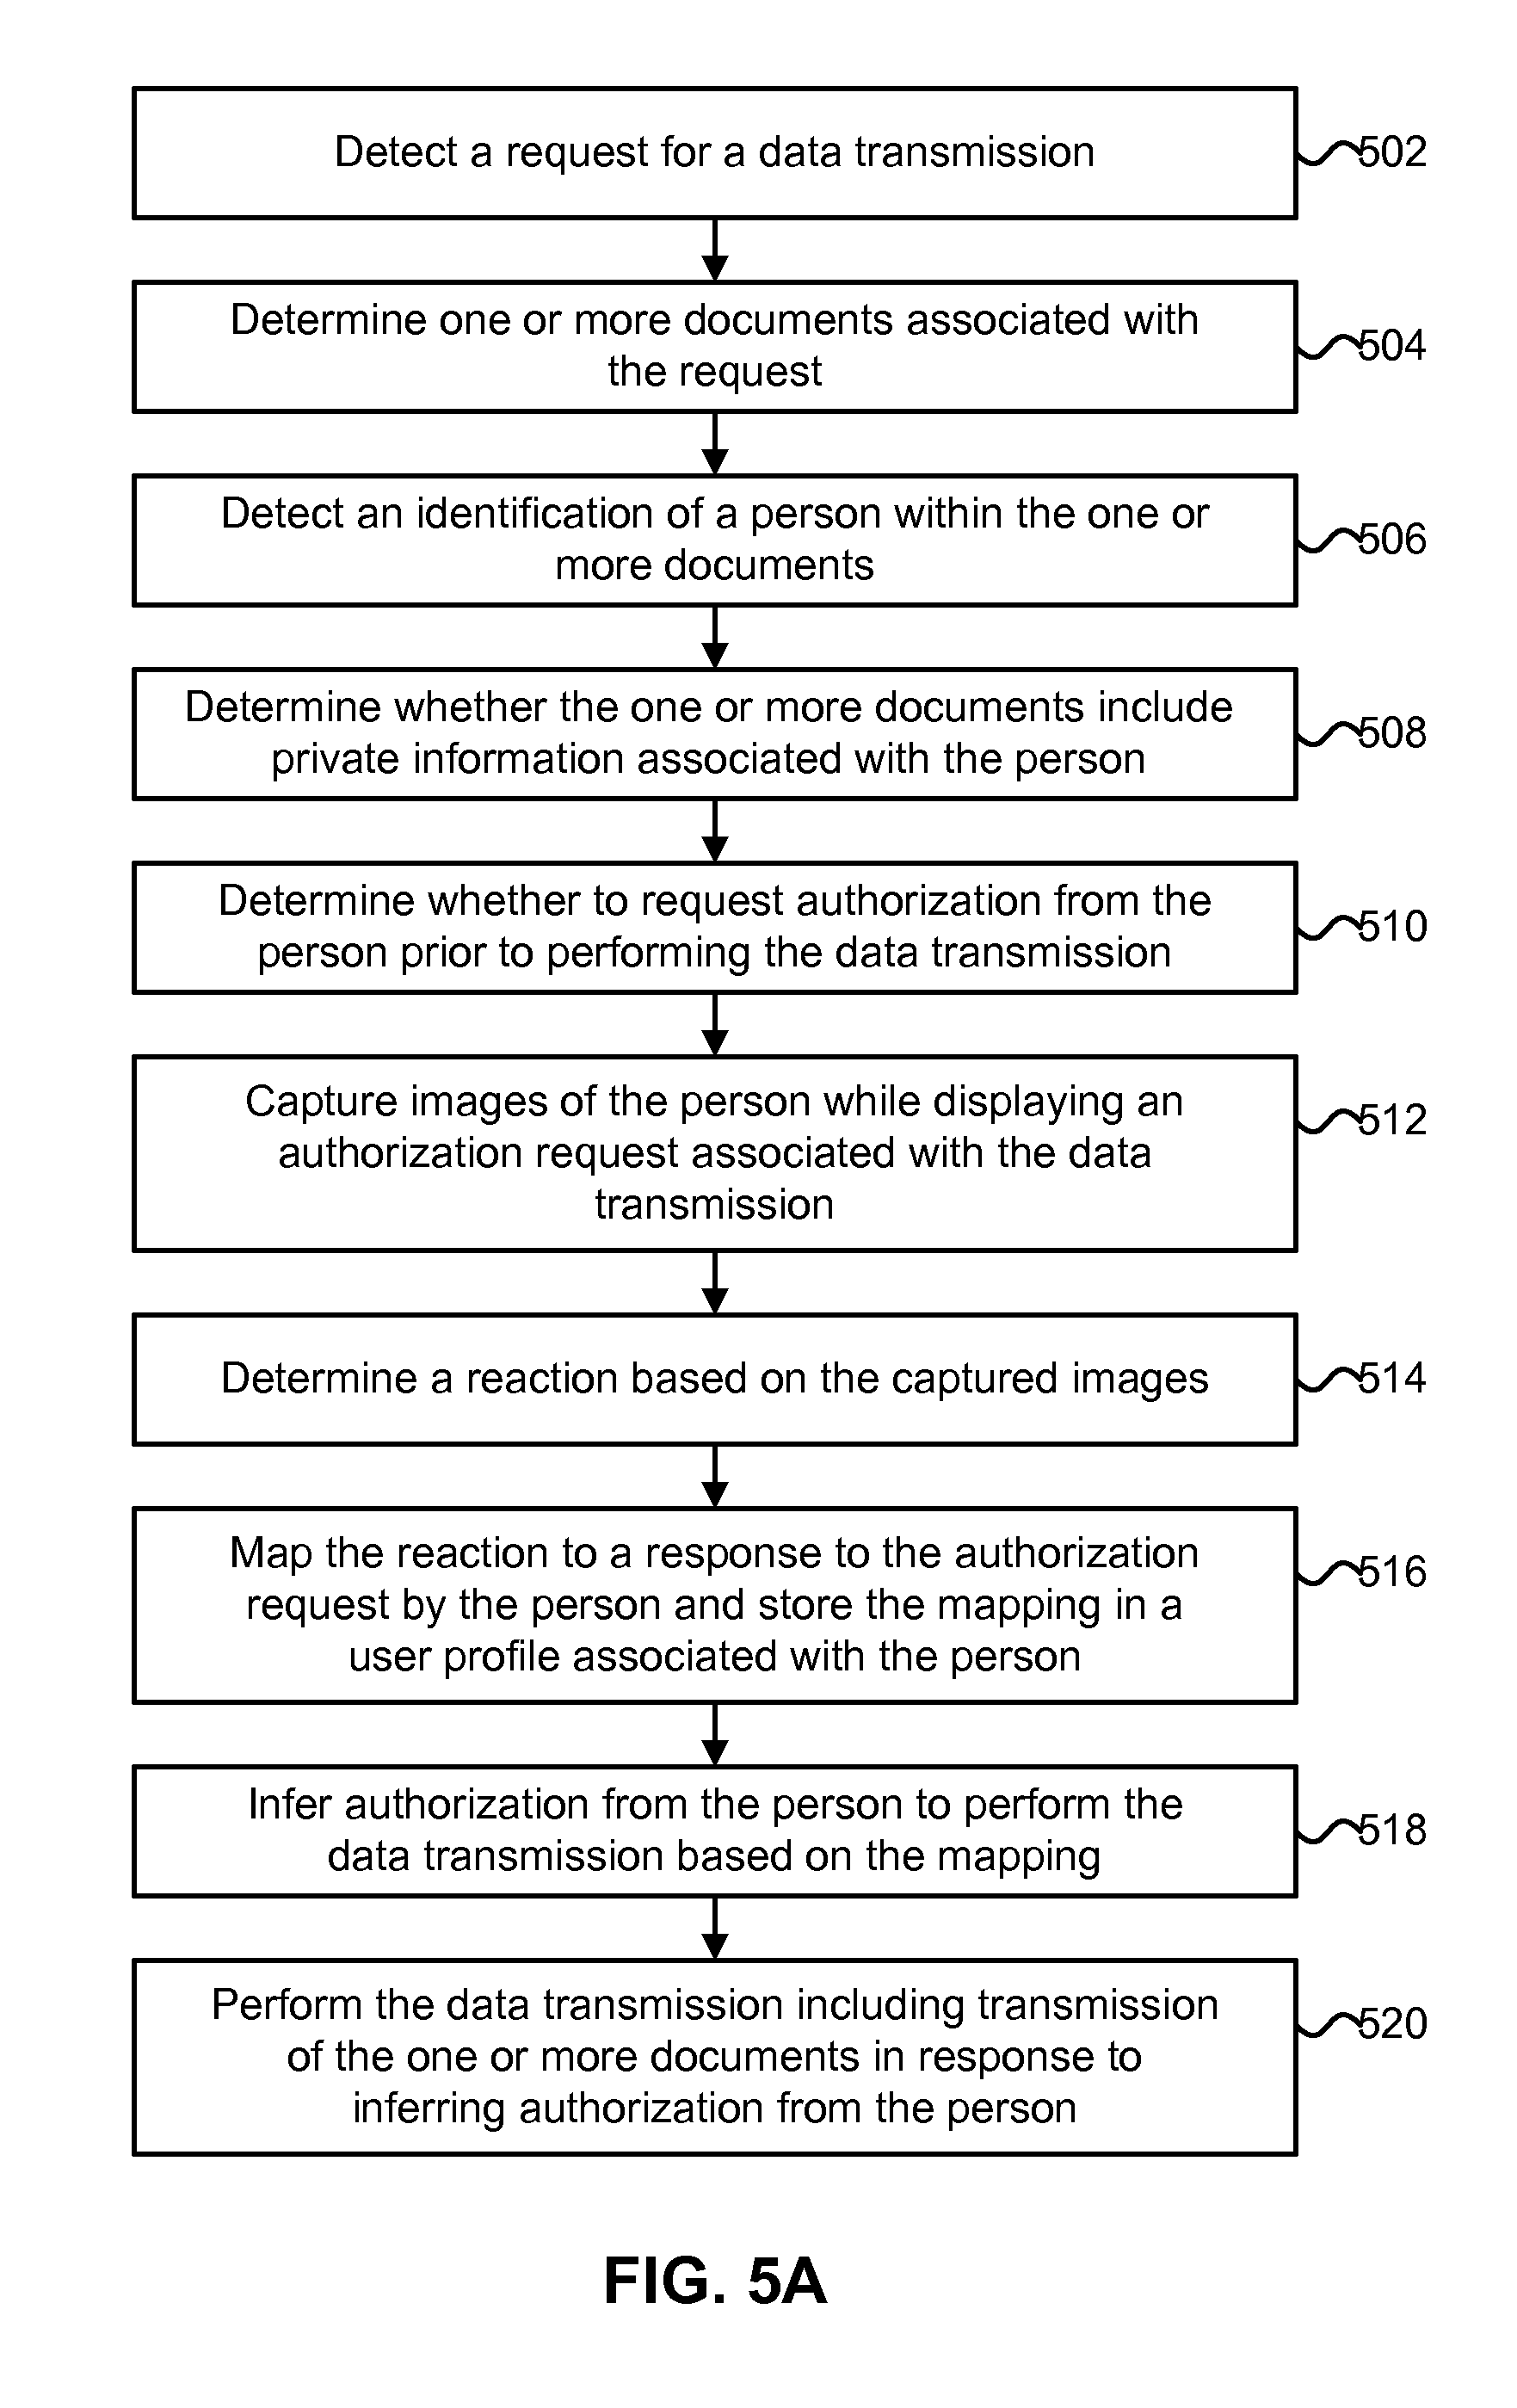 Detect a request for a data transmission
502
Determine one or more documents associated with
the request
504
Detect an identification of a person within the one or
more documents
506
Determine whether the one or more documents include
private information associated with the person
508
Determine whether to request authorization from the
person prior to performing the data transmission
510
Capture images of the person while displaying an
authorization request associated with the data
transmission
512
Determine a reaction based on the captured images
514
Map the reaction to a response to the authorization
request by the person and store the mapping in a
user profile associated with the person
516
Infer authorization from the person to perform the
data transmission based on the mapping
518
Perform the data transmission including transmission
of the one or more documents in response to
inferring authorization from the person
520
FIG. 5A